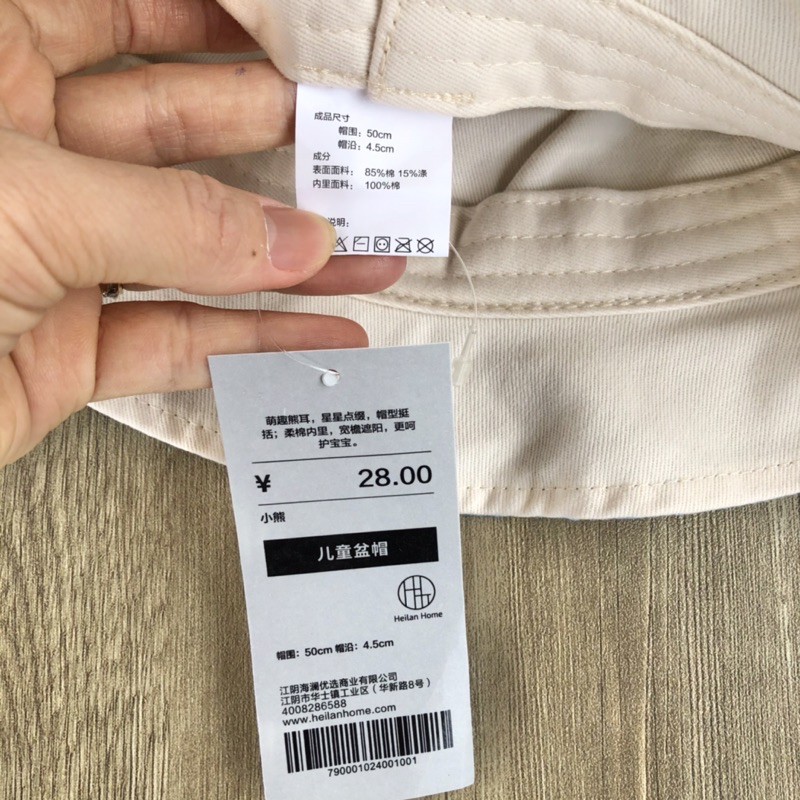 成品尺寸
帽围：50cm
帽沿：4.5cm
成分
表面面料： 85%棉 15%涤
内里面料： 100%棉
说明:
萌趣熊耳，星星点缀，帽型挺
括；柔棉内里，宽檐遮阳，更呵
护宝宝。
¥ 28.00
小熊
儿童盆帽
Heilan Home
帽围：50cm 帽沿：4.5cm
江阴海澜优选商业有限公司
江阴市华士镇工业区（华新路8号）
4008286588
www.heilanhome.com
790001024001001